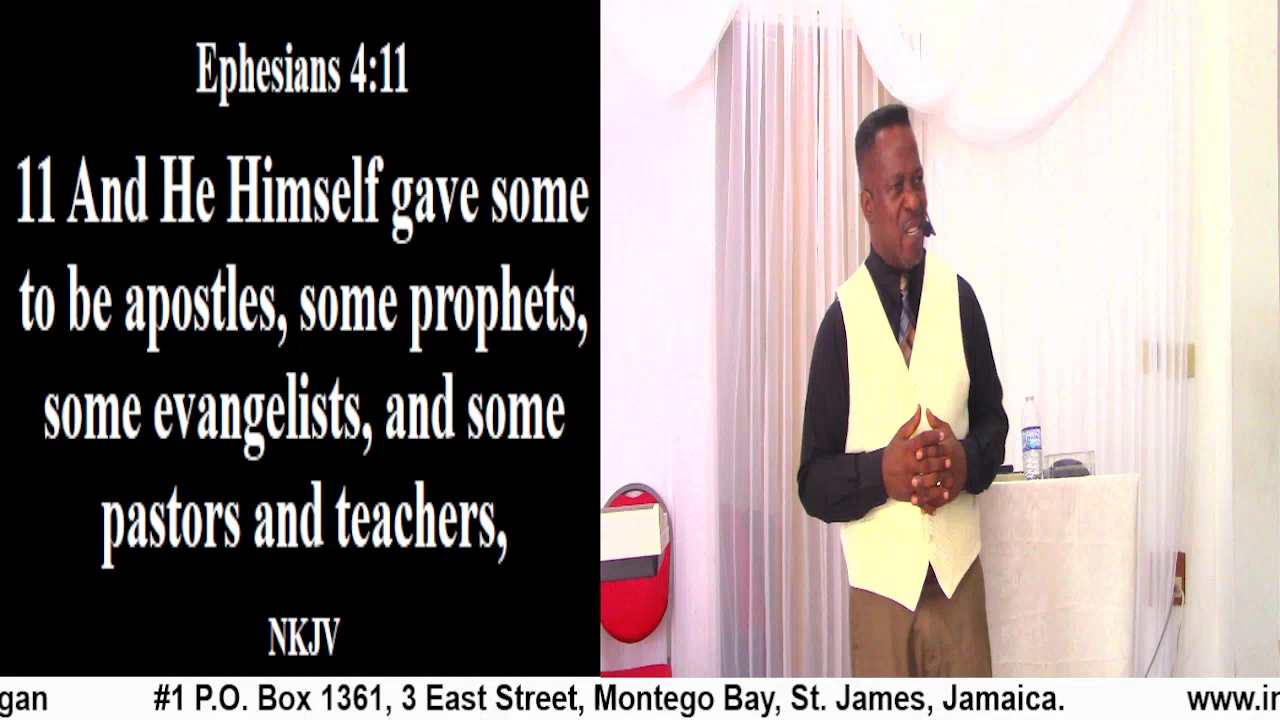 Ephesians 4:11
11 And He Himself gave some
to be apostles, some prophets,
some evangelists, and some
pastors and teachers,
NKJV
gan #1 P.O. Box 1361, 3 East Street, Montego Bay, St. James, Jamaica. www.i